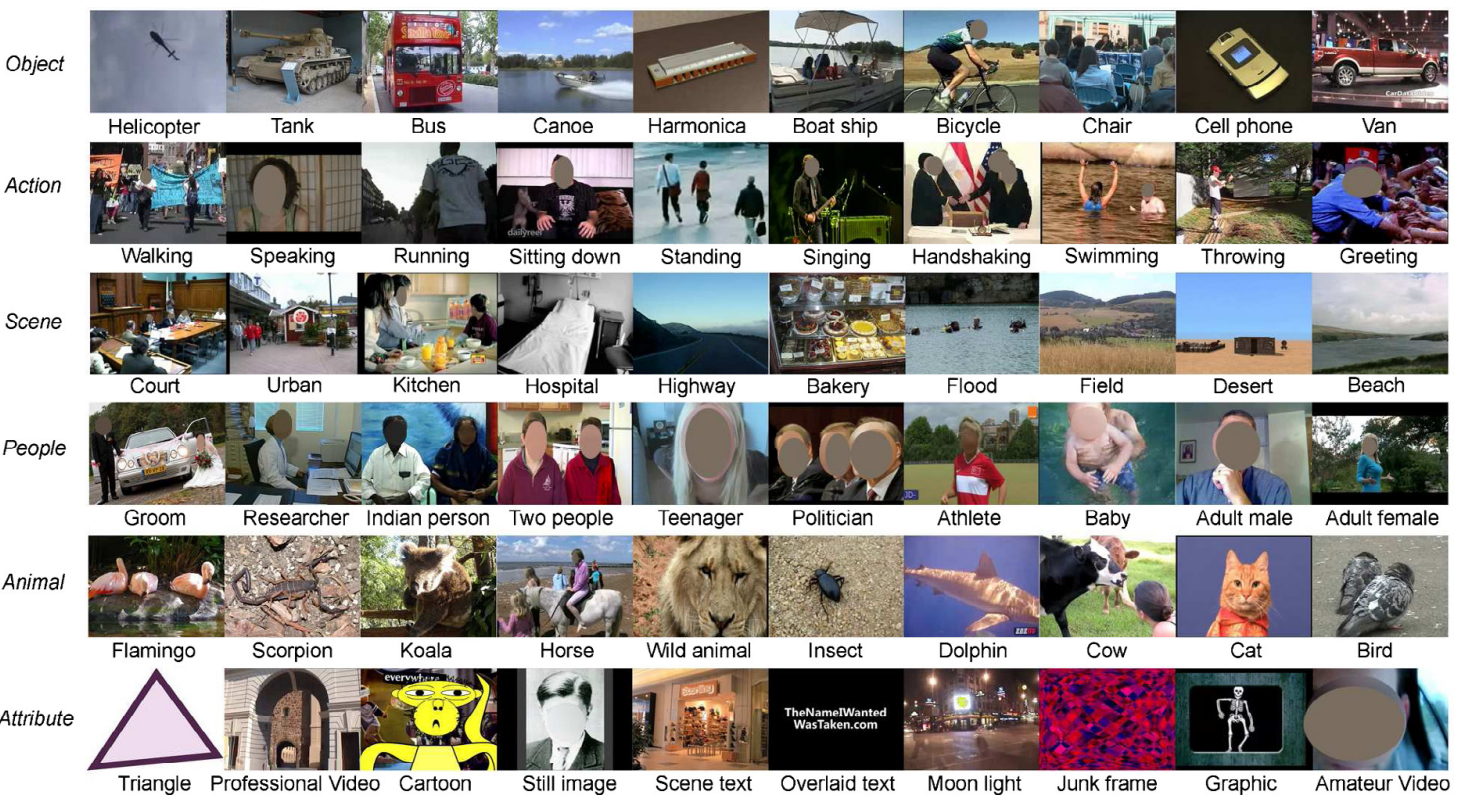 Object
Helicopter Tank Bus Canoe Harmonica Boat ship Bicycle Chair Cell phone Van
Action
dailyreel
Walking Speaking Running Sitting down Standing Singing Handshaking Swimming Throwing Greeting
Scene
Court Urban Kitchen Hospital Highway Bakery Flood Field Desert Beach
People
Groom Researcher Indian person Two people Teenager Politician Athlete Baby Adult male Adult female
Animal
Flamingo Scorpion Koala Horse Wild animal Insect Dolphin Cow Cat Bird
Attribute
everywhere
TheNameIWanted
WasTaken.com
Triangle Professional Video Cartoon Still image Scene text Overlaid text Moon light Junk frame Graphic Amateur Video